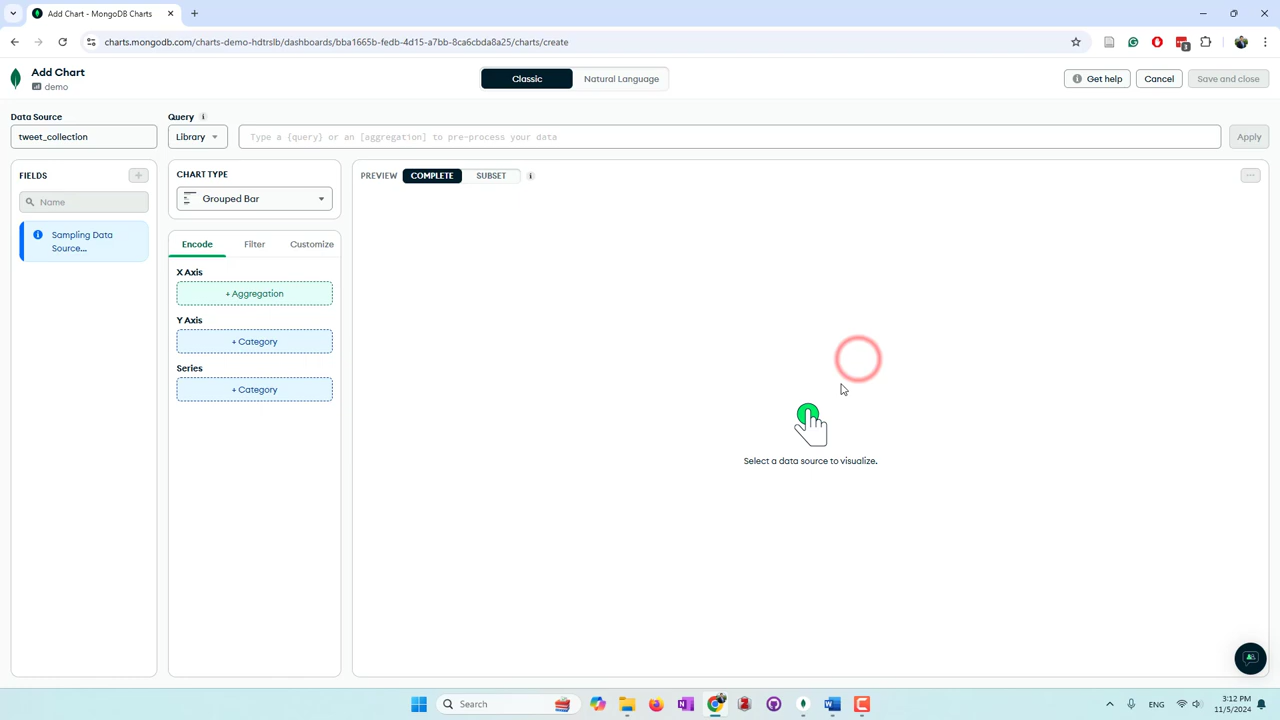 Add Chart - MongoDB Charts
charts.mongodb.com/charts-demo-hdtrslb/dashboards/bba1665b-fedb-4d15-a7bb-8ca6cbda8a25/charts/create
3
Add Chart
demo
Classic
Natural Language
Get help
Cancel
Save and close
Data Source
Query
tweet_collection
Library
Type a {query} or an [aggregation] to pre-process your data
Apply
FIELDS
Name
Sampling Data
Source...
CHART TYPE
Grouped Bar
Encode
Filter
Customize
X Axis
+ Aggregation
Y Axis
+ Category
Series
+ Category
PREVIEW
COMPLETE
SUBSET
Select a data source to visualize.
Search
ENG
3:12 PM
11/5/2024